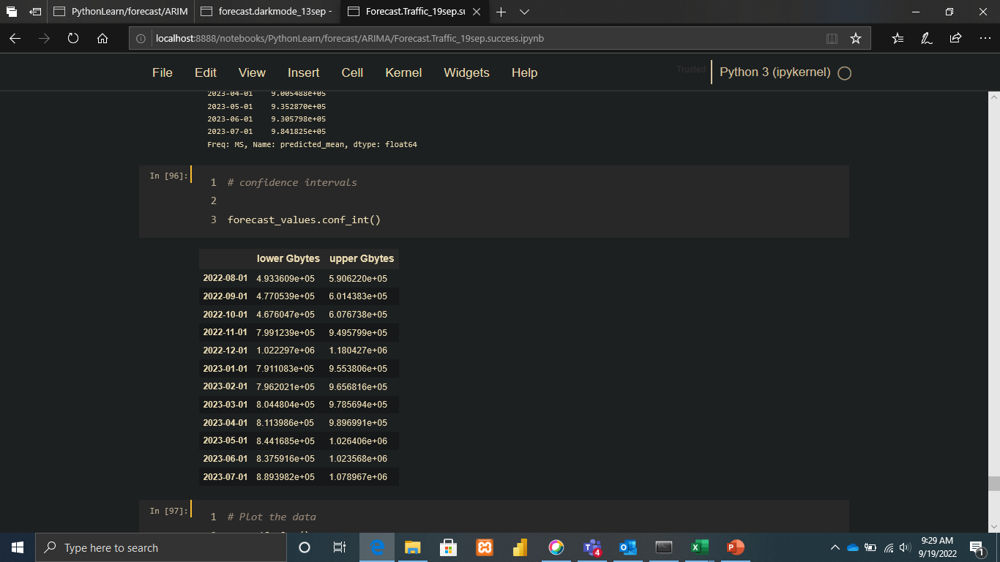 PythonLearn/forecast/ARIM
forecast.darkmode_13sep -
Forecast.Traffic_19sep.su
localhost:8888/notebooks/PythonLearn/forecast/ARIMA/Forecast.Traffic_19sep.success.ipynb
File Edit View Insert Cell Kernel Widgets Help Trusted Python 3 (ipykernel)
2023-04-01 9.005488e+05
2023-05-01 9.352870e+05
2023-06-01 9.305798e+05
2023-07-01 9.841825e+05
Freq: MS, Name: predicted_mean, dtype: float64
In [96]:
1 # confidence intervals
2
3 forecast_values.conf_int()
lower Gbytes upper Gbytes
2022-08-01 4.933609e+05 5.906220e+05
2022-09-01 4.770539e+05 6.014383e+05
2022-10-01 4.676047e+05 6.076738e+05
2022-11-01 7.991239e+05 9.495799e+05
2022-12-01 1.022297e+06 1.180427e+06
2023-01-01 7.911083e+05 9.553806e+05
2023-02-01 7.962021e+05 9.656816e+05
2023-03-01 8.044804e+05 9.785694e+05
2023-04-01 8.113986e+05 9.896991e+05
2023-05-01 8.441685e+05 1.026406e+06
2023-06-01 8.375916e+05 1.023568e+06
2023-07-01 8.893982e+05 1.078967e+06
In [97]:
1 # Plot the data
Type here to search
4
9:29 AM
9/19/2022
1